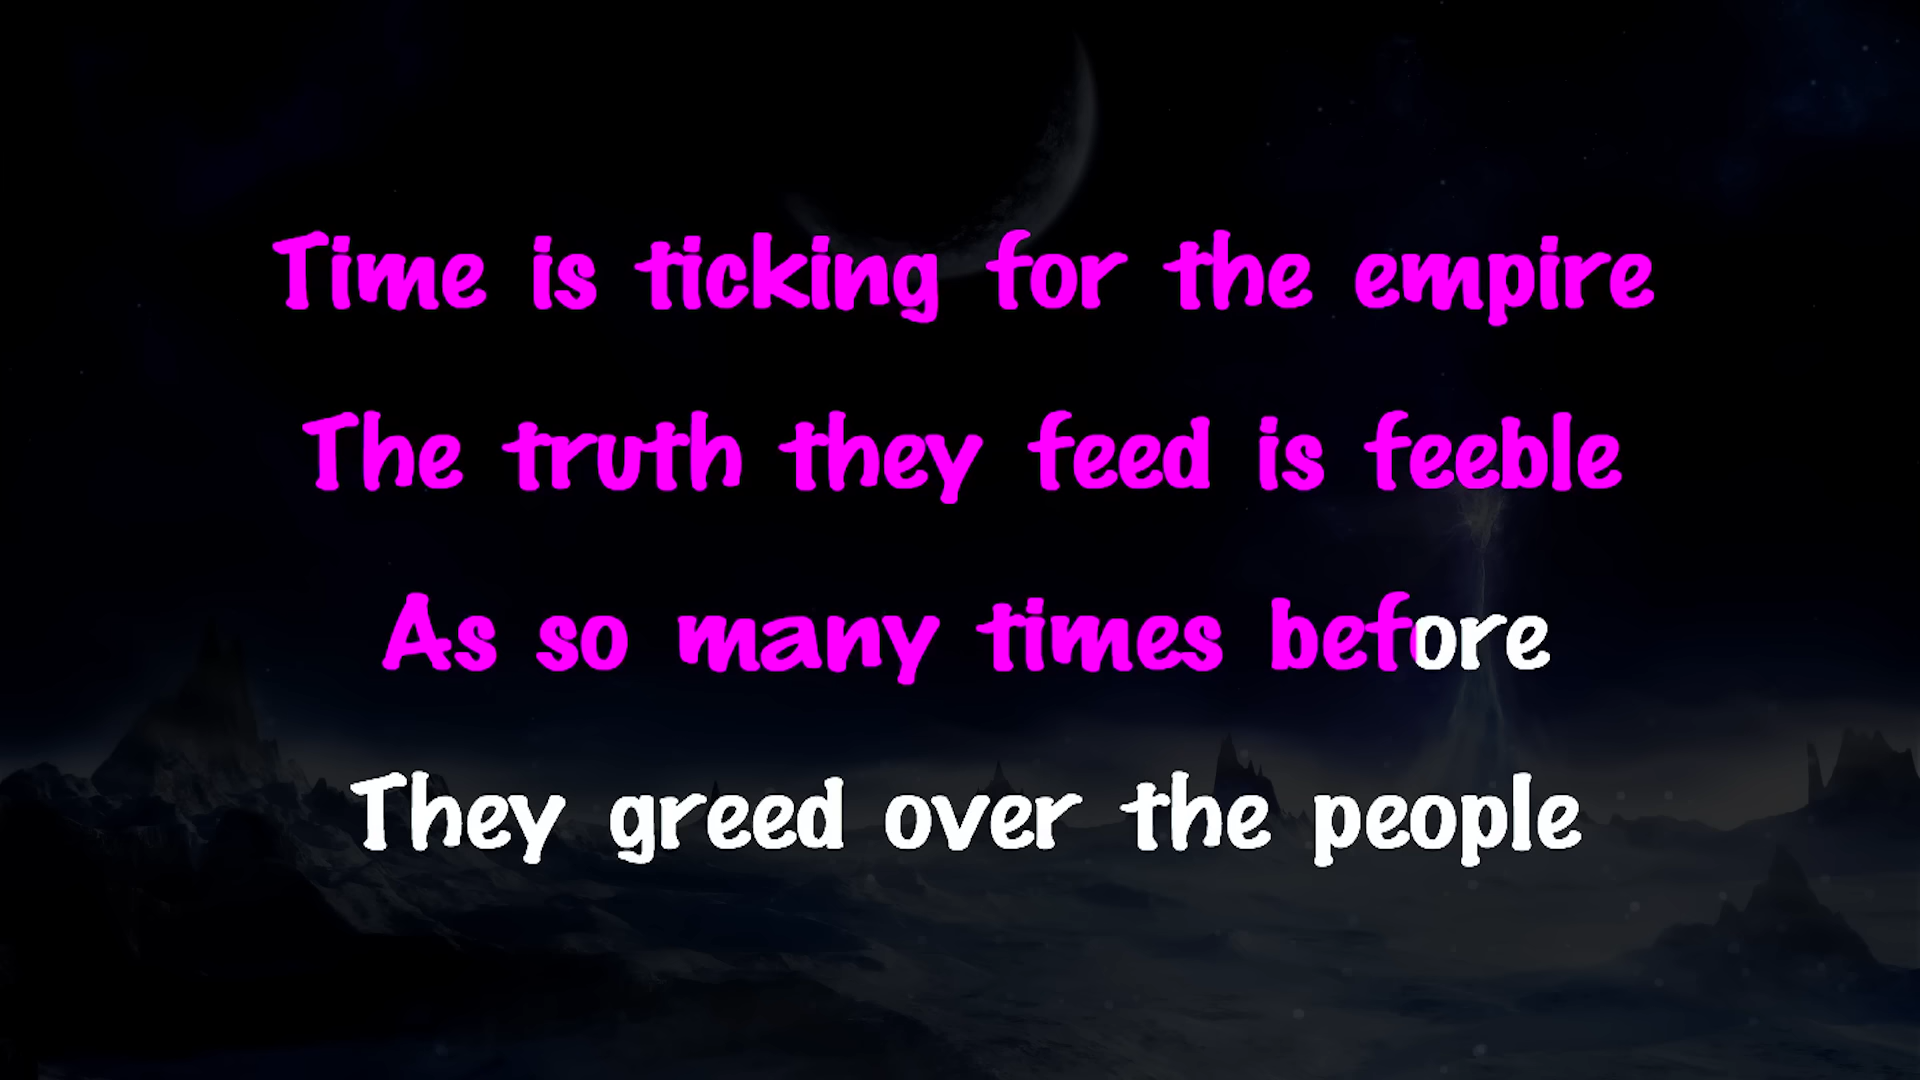 Time is ticking for the empire
The truth they feed is feeble
As so many times before
They greed over the people